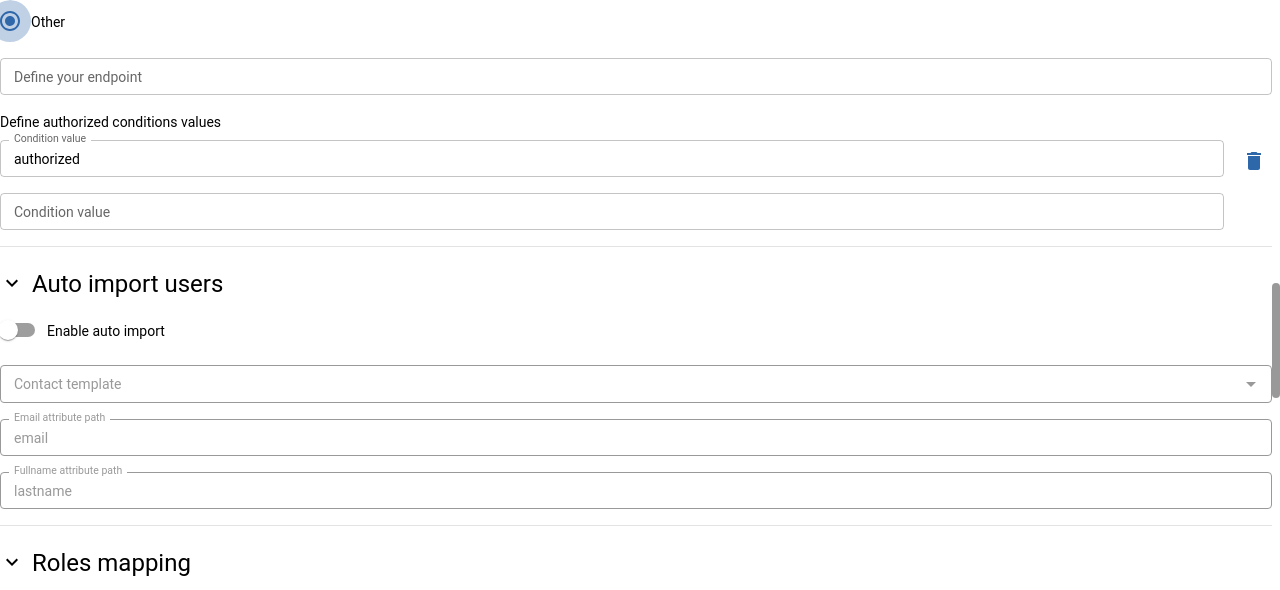 Other
Define your endpoint
Define authorized conditions values
Condition value
authorized
Condition value
Auto import users
Enable auto import
Contact template
Email attribute path
email
Fullname attribute path
lastname
Roles mapping